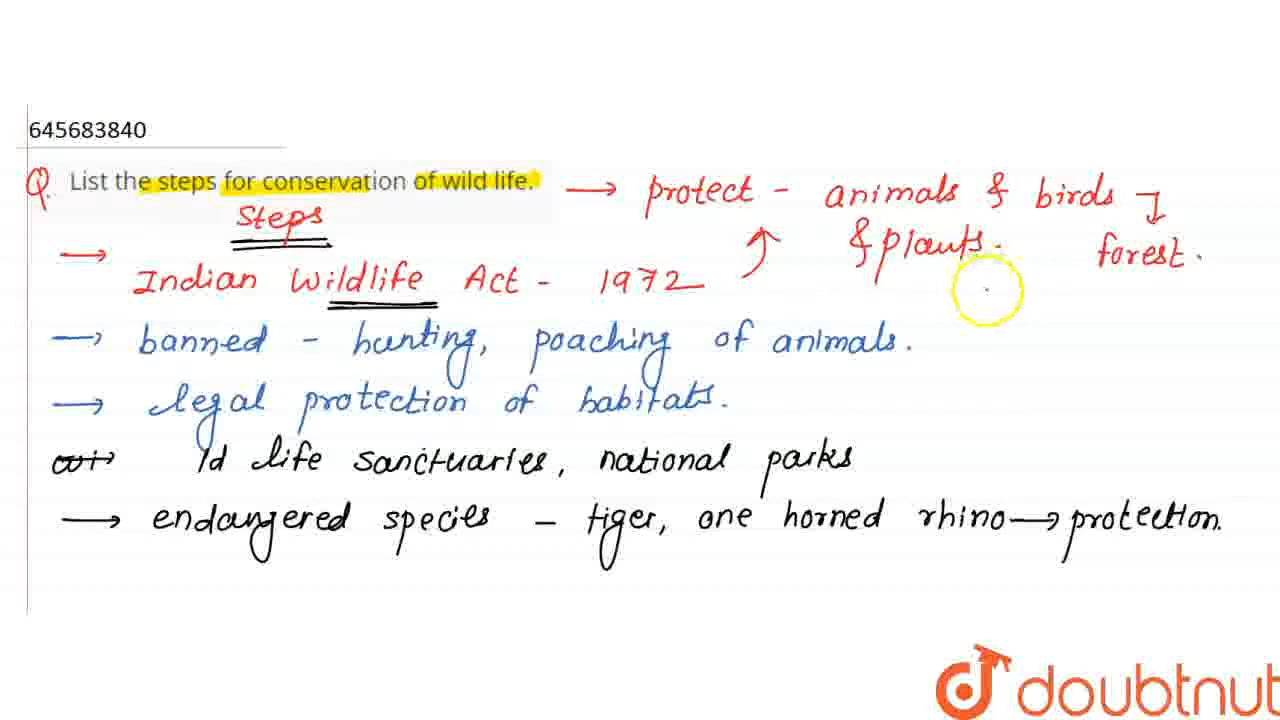 645683840
Q. List the steps for conservation of wild life. → protect - animals & birds
& plants. forest.
Steps
→ Indian Wildlife Act - 1972
→ banned - hunting, poaching of animals.
→ legal protection of habitats.
ld life sanctuaries, national parks
→ endangered species - tiger, one horned rhino → protection.
doubtnut